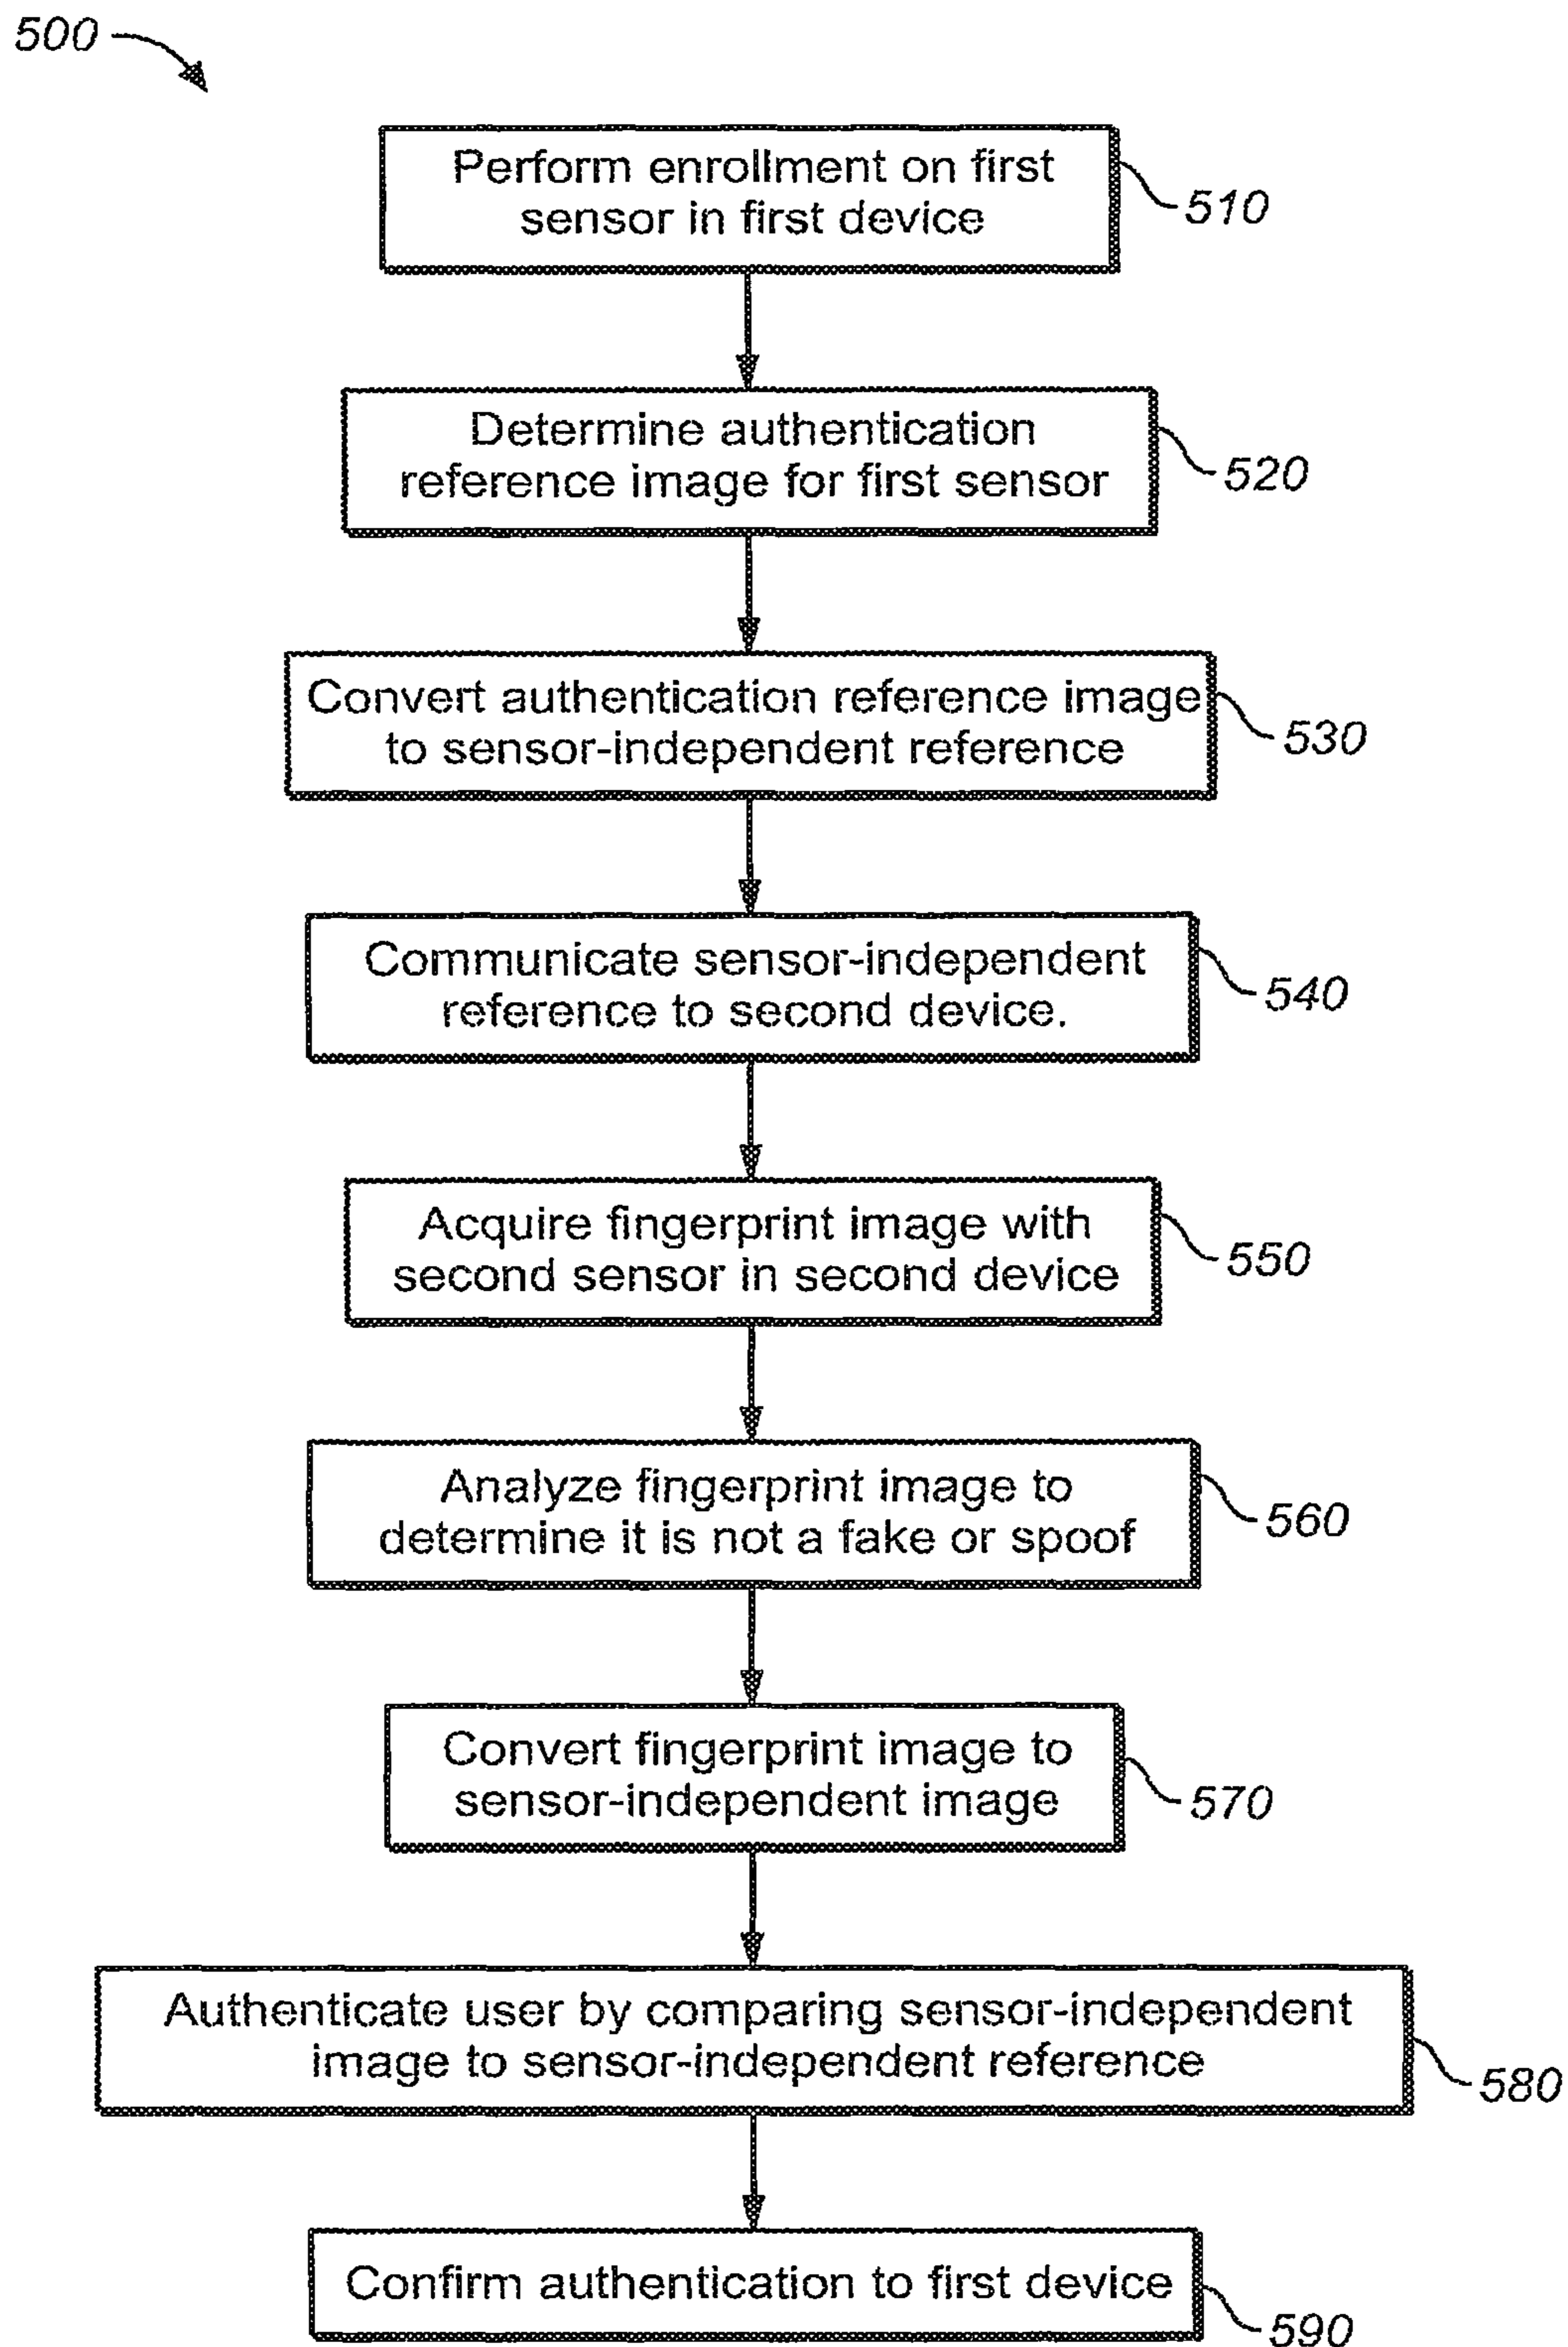 500
Perform enrollment on first
sensor in first device
510
Determine authentication
reference image for first sensor
520
Convert authentication reference image
to sensor-independent reference
530
Communicate sensor-independent
reference to second device.
540
Acquire fingerprint image with
second sensor in second device
550
Analyze fingerprint image to
determine it is not a fake or spoof
560
Convert fingerprint image to
sensor-independent image
570
Authenticate user by comparing sensor-independent
image to sensor-independent reference
580
Confirm authentication to first device
590